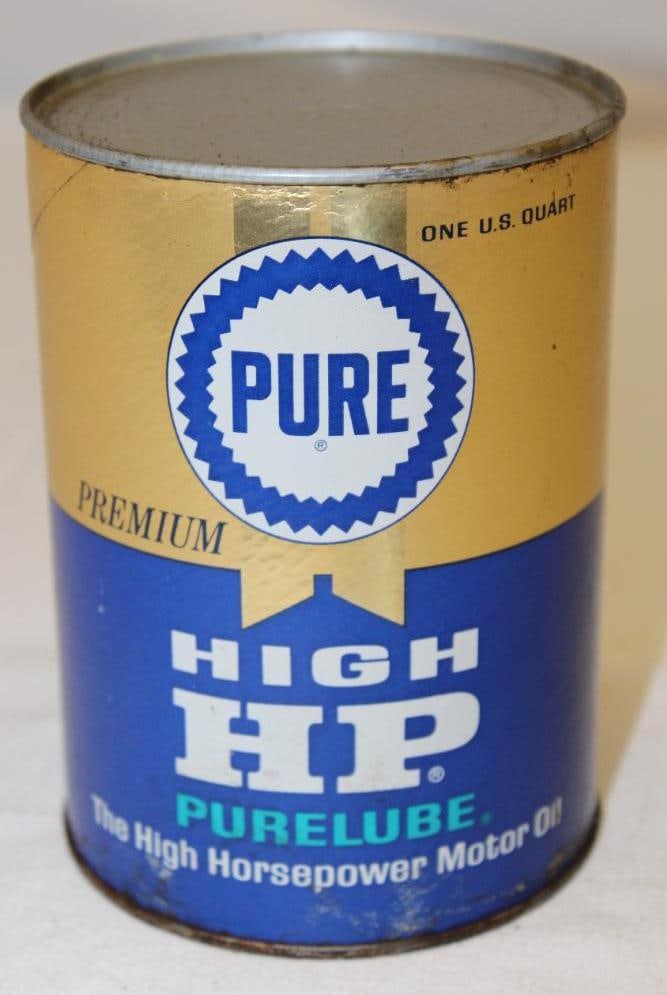 ONE U.S. QUART
PURE
®
PREMIUM
HIGH
HP®
PURELUBE®
The High Horsepower Motor Oil